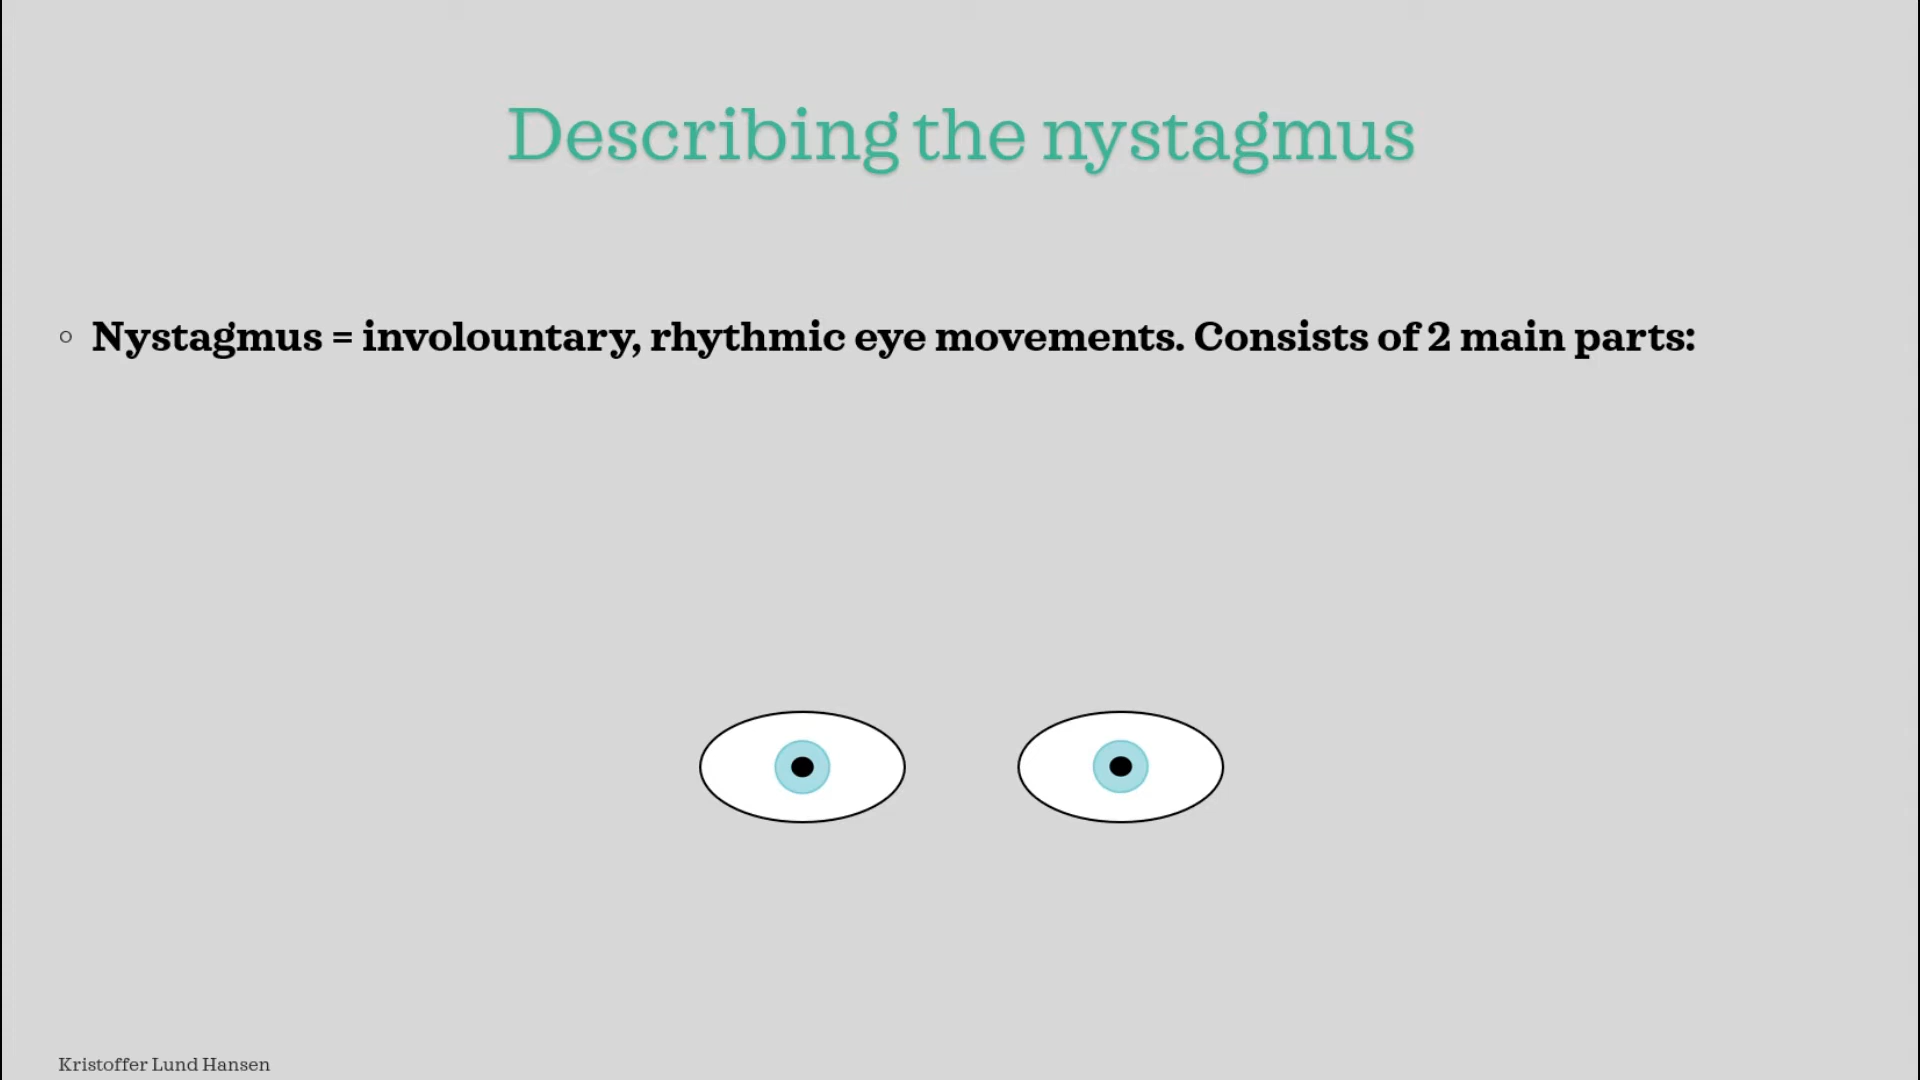 Describing the nystagmus
Nystagmus = involountary, rhythmic eye movements. Consists of 2 main parts:
Kristoffer Lund Hansen